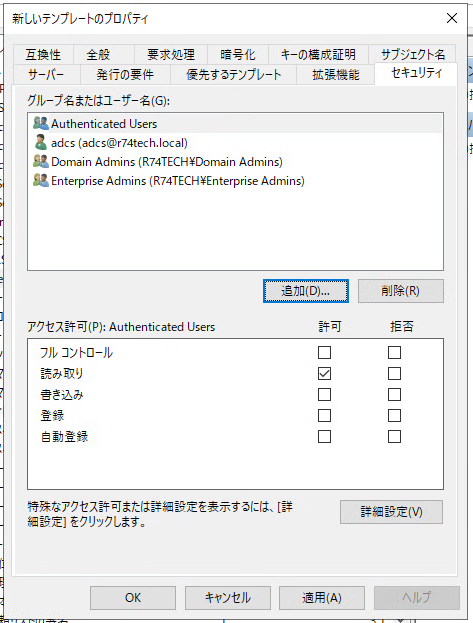 新しいテンプレートのプロパティ
互換性 全般 要求処理 暗号化 キーの構成証明 サブジェクト名
サーバー 発行の要件 優先するテンプレート 拡張機能 セキュリティ
グループ名またはユーザー名(G):
Authenticated Users
adcs (adcs@r74tech.local)
Domain Admins (R74TECH¥Domain Admins)
Enterprise Admins (R74TECH¥Enterprise Admins)
追加(D)... 削除(R)
アクセス許可(P): Authenticated Users 許可 拒否
フル コントロール
読み取り
書き込み
登録
自動登録
特殊なアクセス許可または詳細設定を表示するには、[詳
細設定] をクリックします。
詳細設定(V)
OK キャンセル 適用(A) ヘルプ